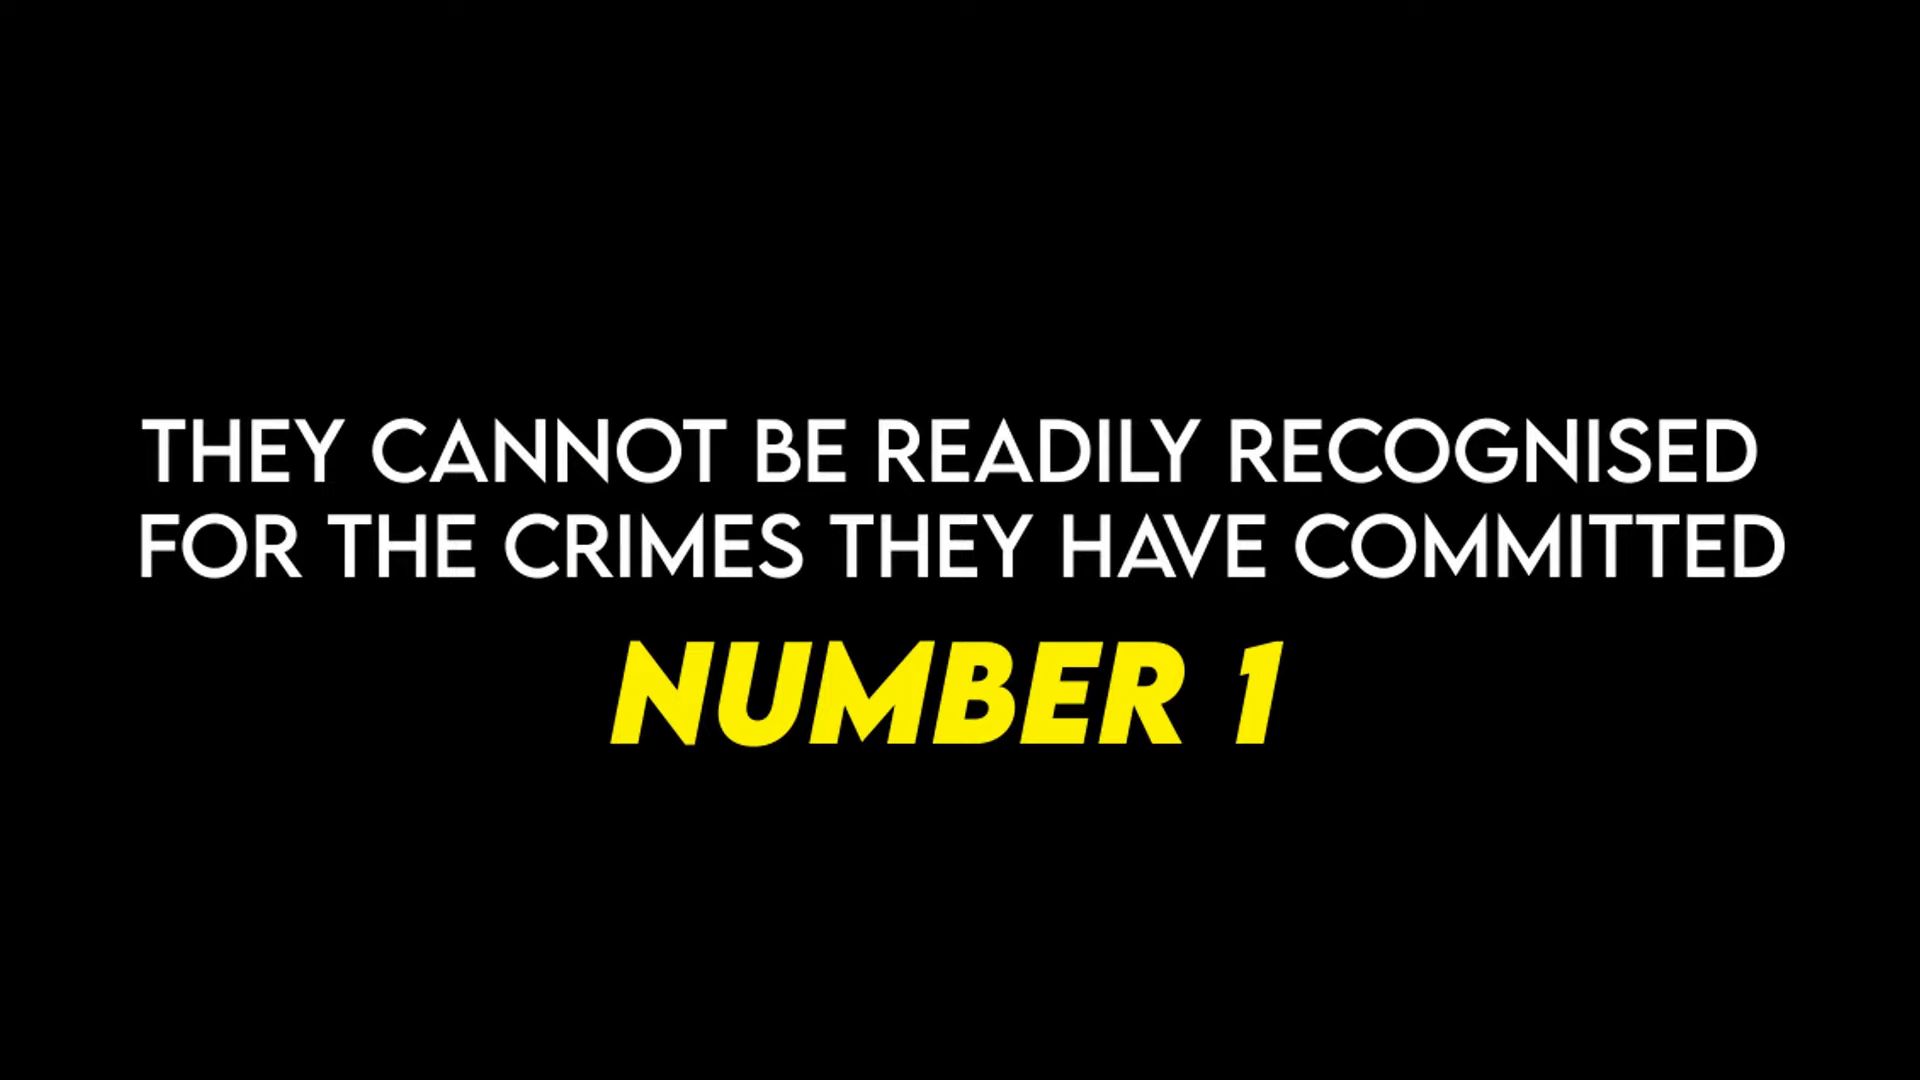 THEY CANNOT BE READILY RECOGNISED
FOR THE CRIMES THEY HAVE COMMITTED
NUMBER 1